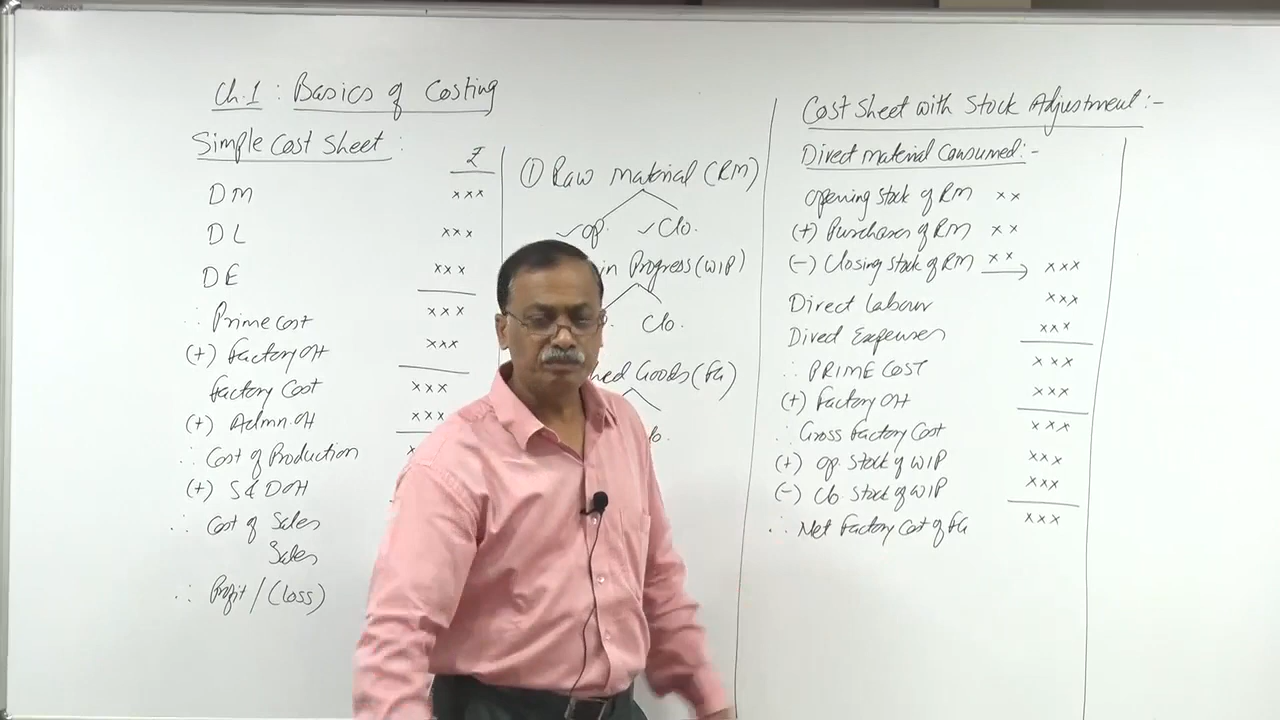 Ch.1 : Basics of Costing
Simple Cost Sheet :
₹
DM xxx
DL xxx
DE xxx
∴ Prime Cost xxx
(+) Factory OH xxx
Factory Cost xxx
(+) Admn. OH xxx
∴ Cost of Production
(+) S & D OH
∴ Cost of Sales
Sales
∴ Profit / (Loss)
① Raw Material (RM)
✓ op. ✓ Clo.
in Progress (WIP)
Clo.
Goods (FG)
Cost Sheet with Stock Adjustment :-
Direct Material Consumed :-
Opening Stock of RM xx
(+) Purchases of RM xx
(-) Closing Stock of RM xx → xxx
Direct Labour xxx
Direct Expenses xxx
∴ PRIME COST xxx
(+) Factory OH xxx
∴ Gross Factory Cost xxx
(+) Op. Stock of WIP xxx
(-) Clo. Stock of WIP xxx
∴ Net Factory Cost of FG xxx